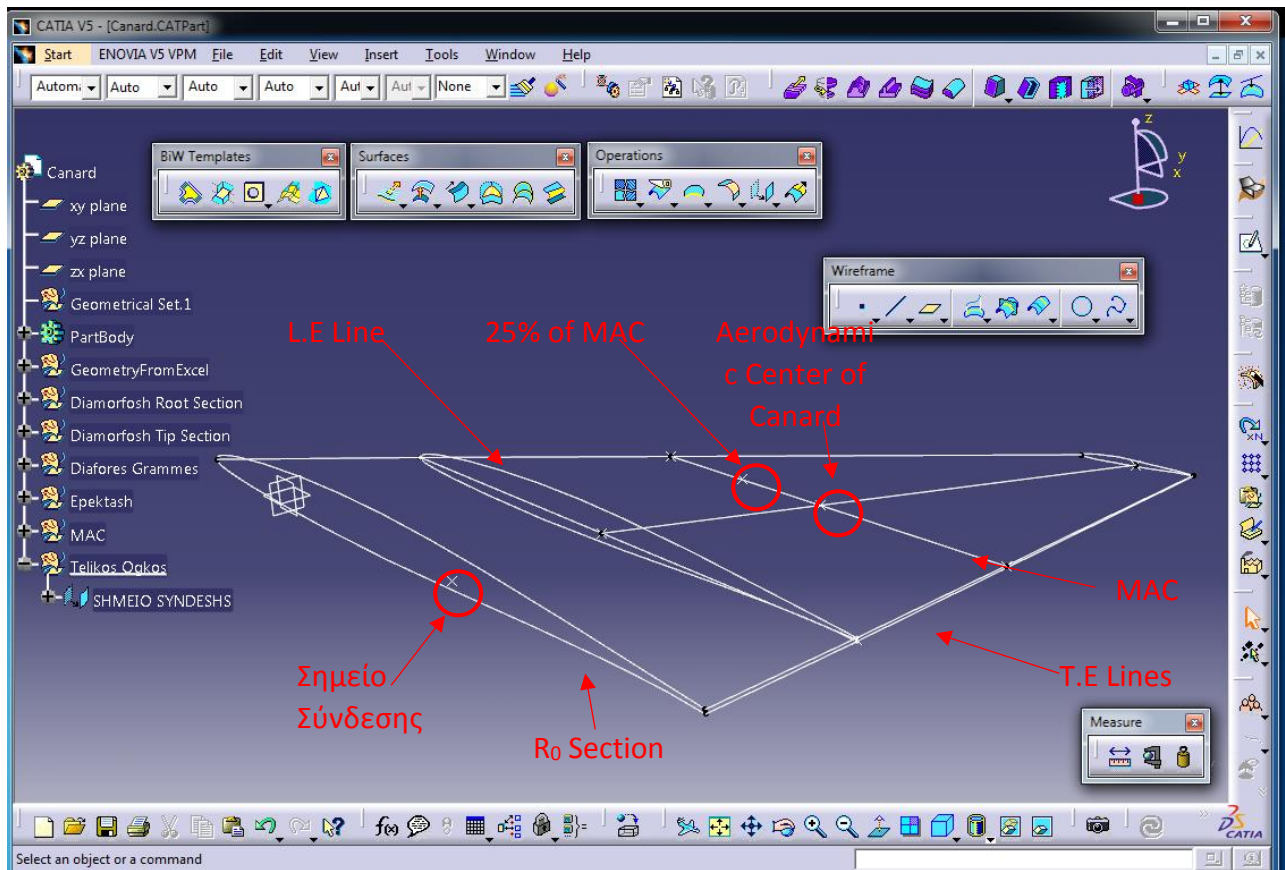 CATIA V5 - [Canard.CATPart]
Start ENOVIA V5 VPM File Edit View Insert Tools Window Help
Auto Auto Auto None
z
y
x
BiW Templates
Surfaces
Operations
Wireframe
Canard
xy plane
yz plane
zx plane
Geometrical Set.1
PartBody
GeometryFromExcel
Diamorfosh Root Section
Diamorfosh Tip Section
Diafores Grammes
Epektash
MAC
Telikos Ogkos
SHMEIO SYNDESHS
L.E Line
25% of MAC
Aerodynami
c Center of
Canard
MAC
T.E Lines
Σημείο
Σύνδεσης
R₀ Section
Measure
f(x)
CATIA
Select an object or a command